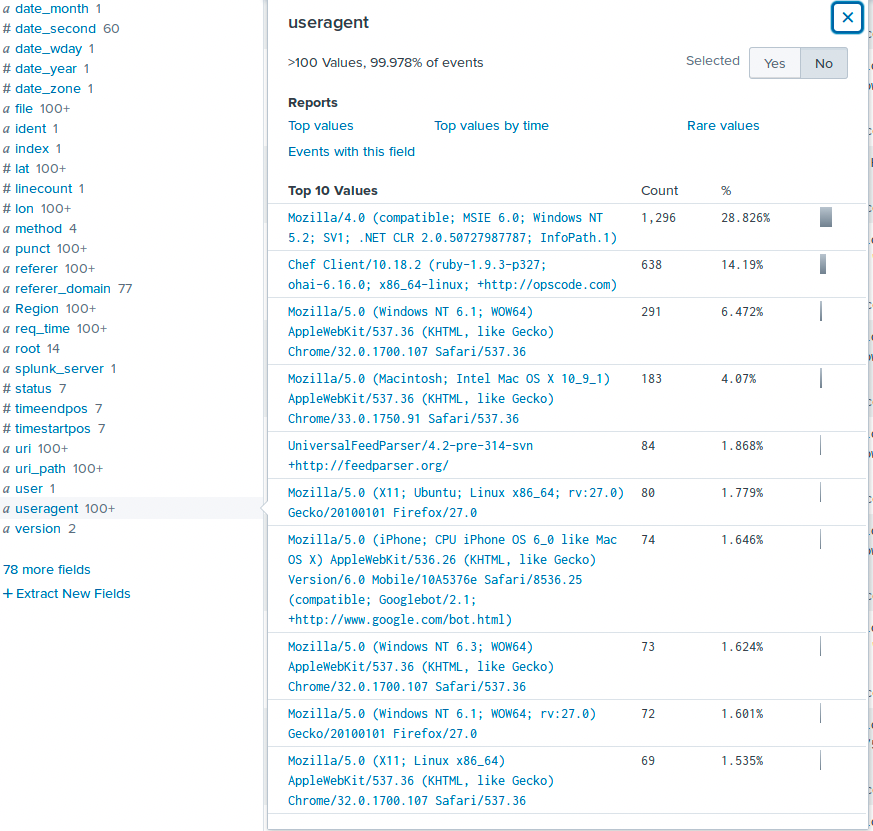 a date_month 1
# date_second 60
a date_wday 1
# date_year 1
# date_zone 1
a file 100+
a ident 1
a index 1
# lat 100+
# linecount 1
# lon 100+
a method 4
a punct 100+
a referer 100+
a referer_domain 77
a Region 100+
a req_time 100+
a root 14
a splunk_server 1
# status 7
# timeendpos 7
# timestartpos 7
a uri 100+
a uri_path 100+
a user 1
a useragent 100+
a version 2
78 more fields
+ Extract New Fields
useragent
>100 Values, 99.978% of events
Selected Yes No
Reports
Top values Top values by time Rare values
Events with this field
Top 10 Values Count %
Mozilla/4.0 (compatible; MSIE 6.0; Windows NT 1,296 28.826%
5.2; SV1; .NET CLR 2.0.50727987787; InfoPath.1)
Chef Client/10.18.2 (ruby-1.9.3-p327; 638 14.19%
ohai-6.16.0; x86_64-linux; +http://opscode.com)
Mozilla/5.0 (Windows NT 6.1; WOW64) 291 6.472%
AppleWebKit/537.36 (KHTML, like Gecko)
Chrome/32.0.1700.107 Safari/537.36
Mozilla/5.0 (Macintosh; Intel Mac OS X 10_9_1) 183 4.07%
AppleWebKit/537.36 (KHTML, like Gecko)
Chrome/33.0.1750.91 Safari/537.36
UniversalFeedParser/4.2-pre-314-svn 84 1.868%
+http://feedparser.org/
Mozilla/5.0 (X11; Ubuntu; Linux x86_64; rv:27.0) 80 1.779%
Gecko/20100101 Firefox/27.0
Mozilla/5.0 (iPhone; CPU iPhone OS 6_0 like Mac 74 1.646%
OS X) AppleWebKit/536.26 (KHTML, like Gecko)
Version/6.0 Mobile/10A5376e Safari/8536.25
(compatible; Googlebot/2.1;
+http://www.google.com/bot.html)
Mozilla/5.0 (Windows NT 6.3; WOW64) 73 1.624%
AppleWebKit/537.36 (KHTML, like Gecko)
Chrome/32.0.1700.107 Safari/537.36
Mozilla/5.0 (Windows NT 6.1; WOW64; rv:27.0) 72 1.601%
Gecko/20100101 Firefox/27.0
Mozilla/5.0 (X11; Linux x86_64) 69 1.535%
AppleWebKit/537.36 (KHTML, like Gecko)
Chrome/32.0.1700.107 Safari/537.36